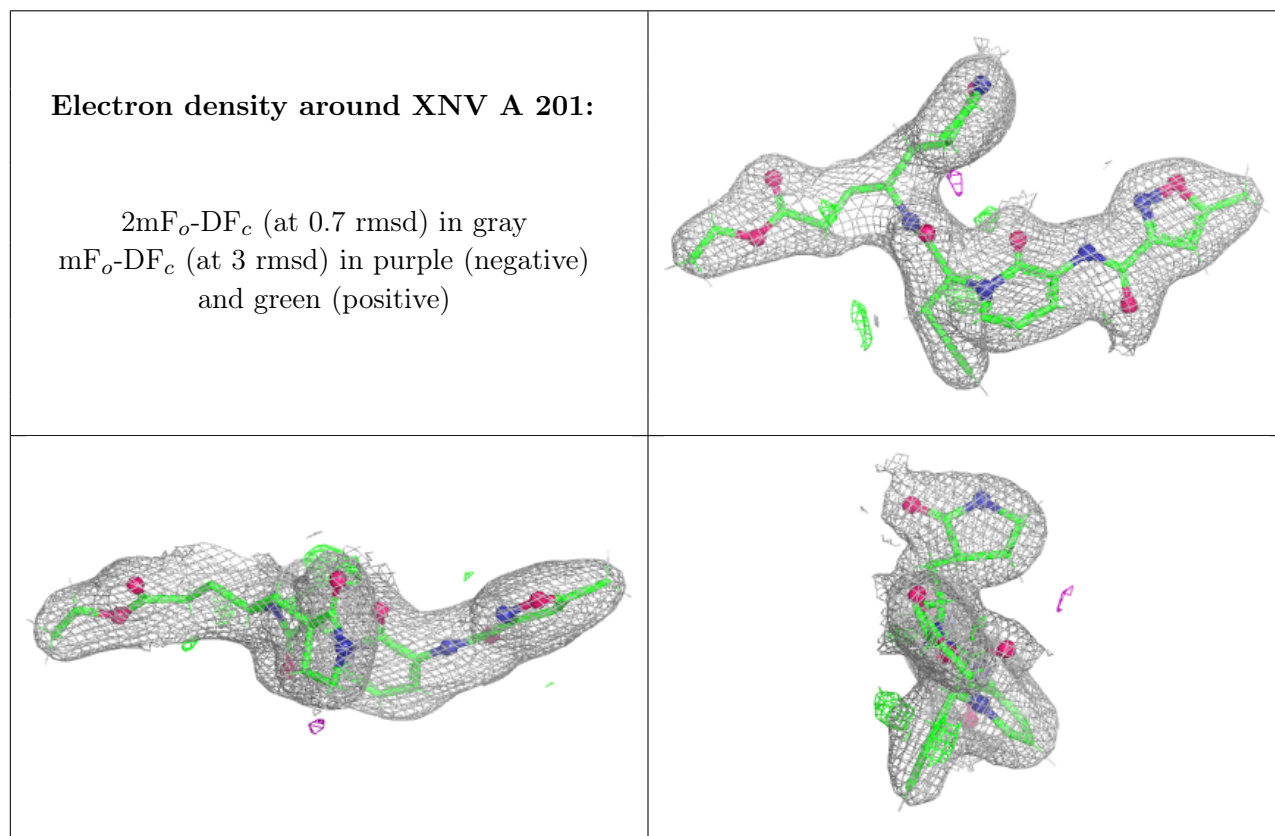 Electron density around XNV A 201:
2mFo-DFc (at 0.7 rmsd) in gray
mFo-DFc (at 3 rmsd) in purple (negative)
and green (positive)